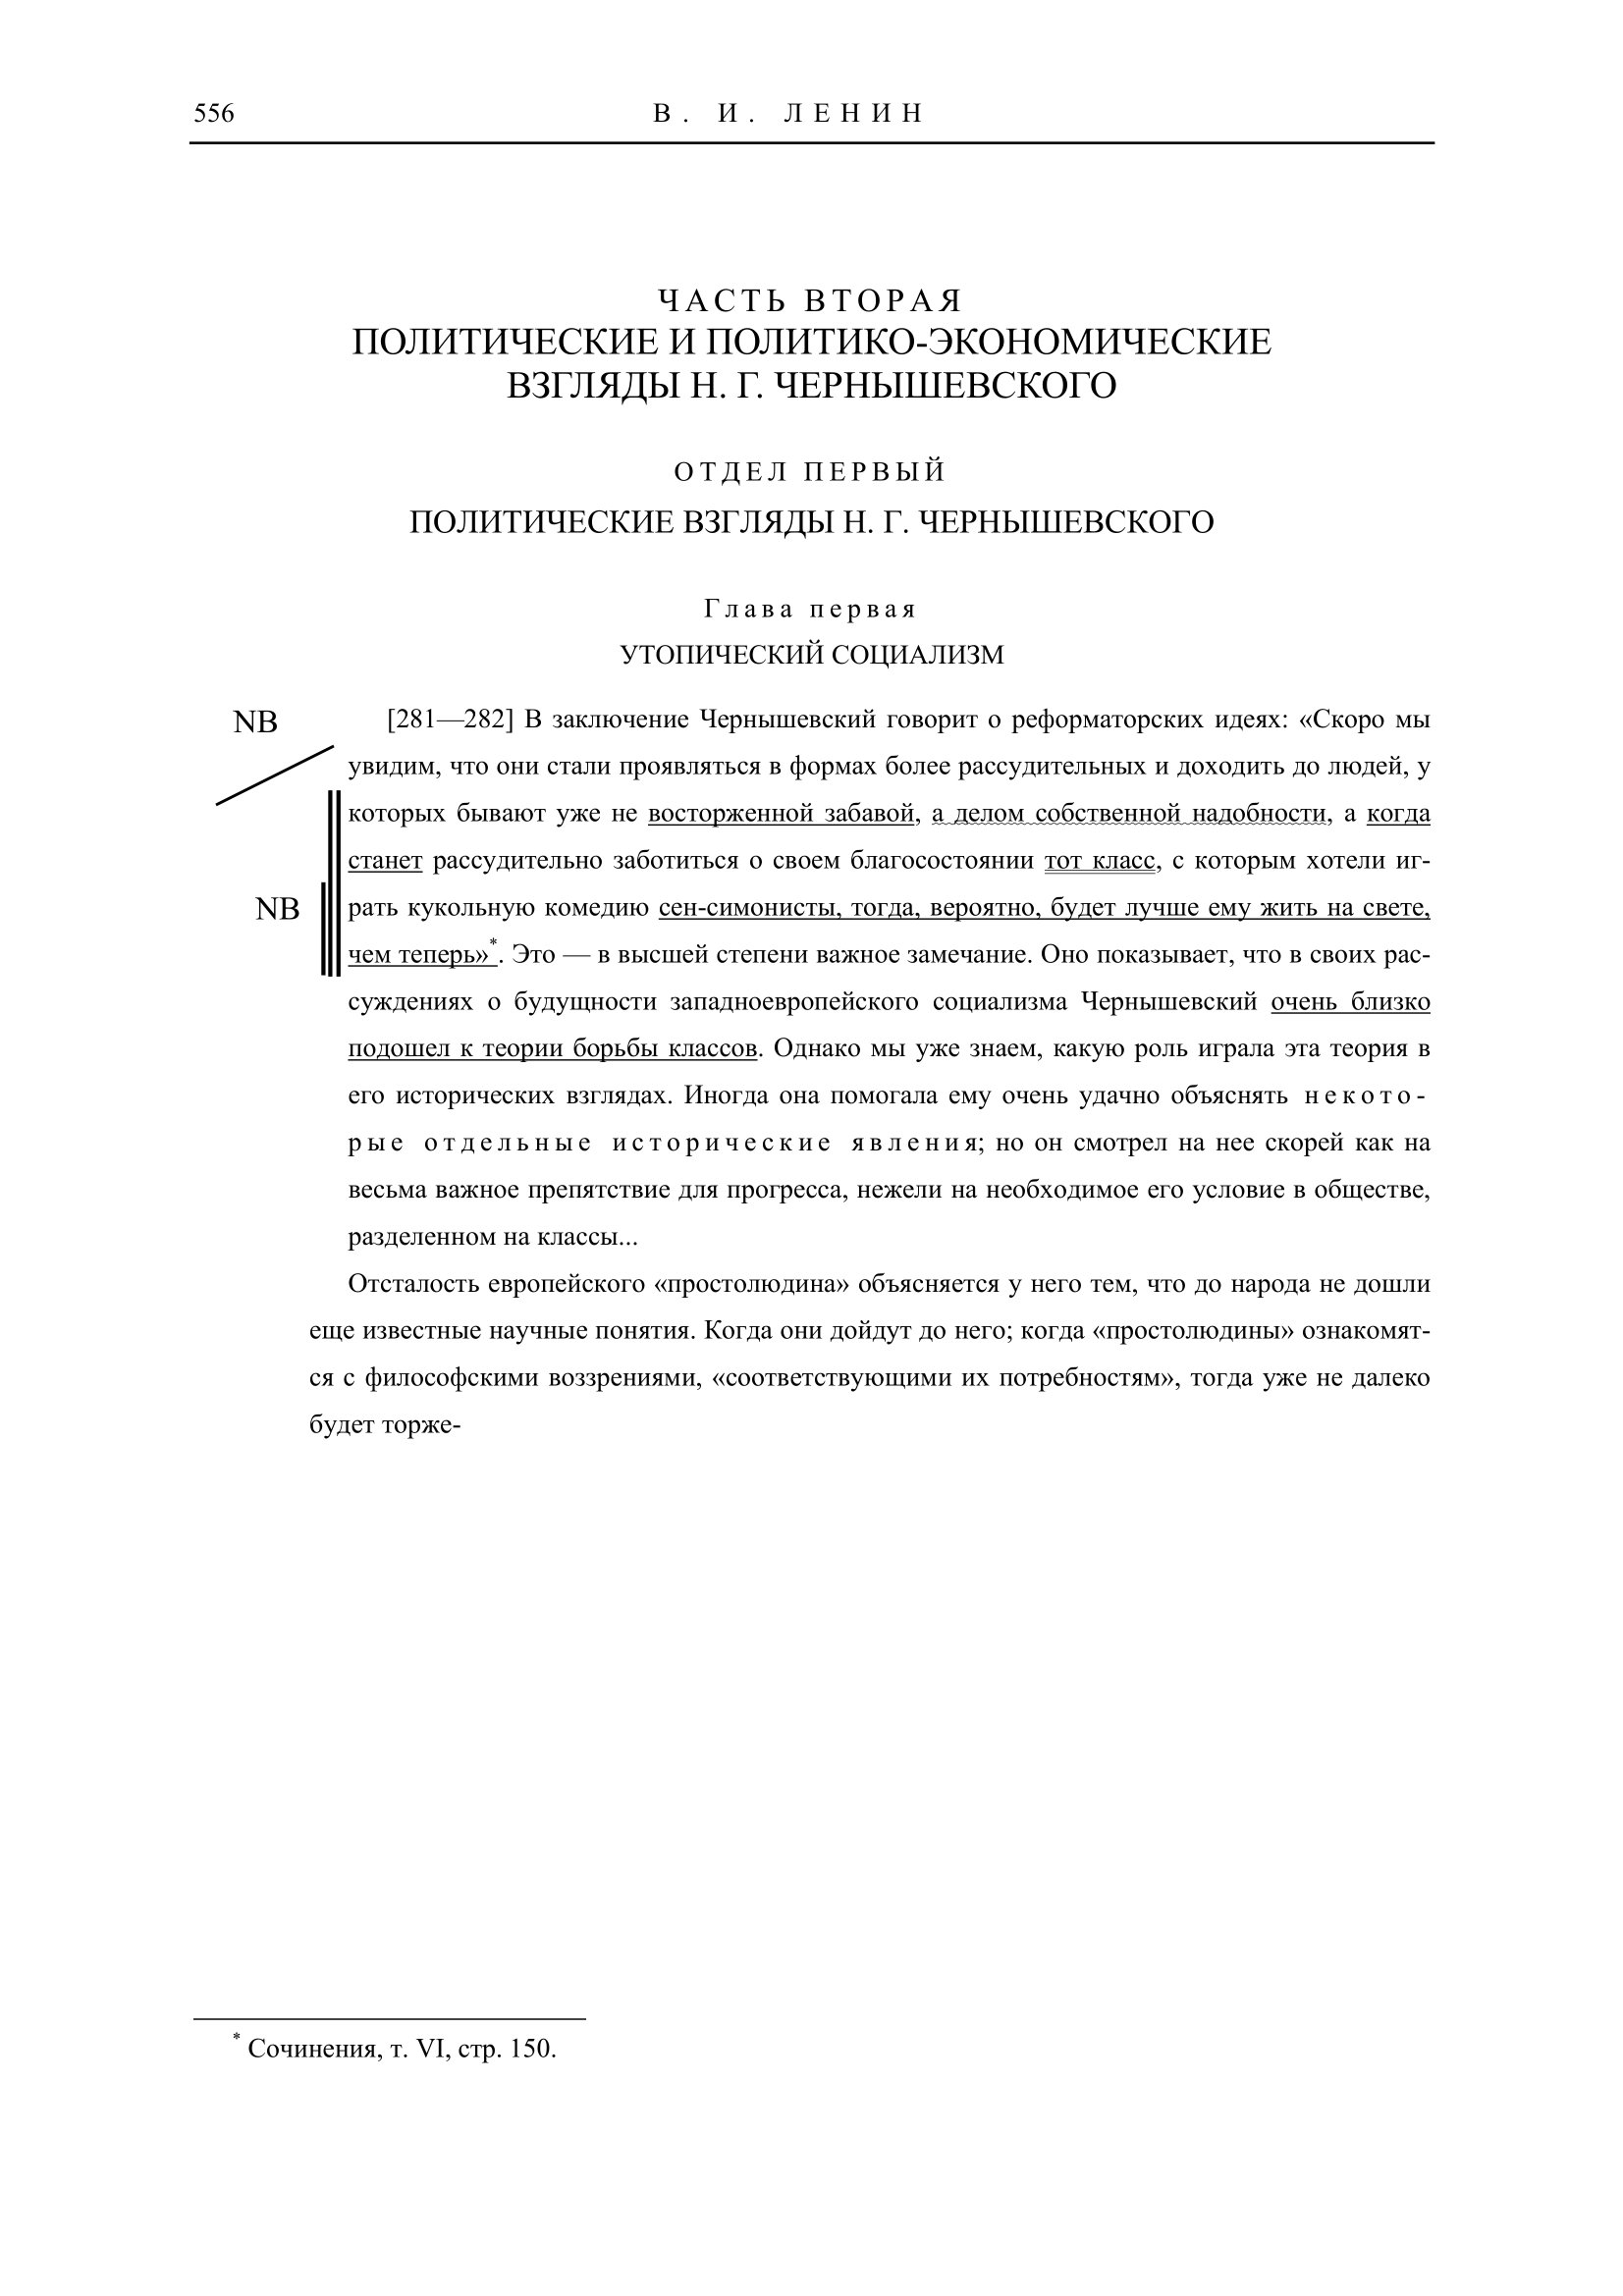 556 В. И. ЛЕНИН
ЧАСТЬ ВТОРАЯ
ПОЛИТИЧЕСКИЕ И ПОЛИТИКО-ЭКОНОМИЧЕСКИЕ
ВЗГЛЯДЫ Н. Г. ЧЕРНЫШЕВСКОГО
ОТДЕЛ ПЕРВЫЙ
ПОЛИТИЧЕСКИЕ ВЗГЛЯДЫ Н. Г. ЧЕРНЫШЕВСКОГО
Глава первая
УТОПИЧЕСКИЙ СОЦИАЛИЗМ
NB [281—282] В заключение Чернышевский говорит о реформаторских идеях: «Скоро мы
увидим, что они стали проявляться в формах более рассудительных и доходить до людей, у
которых бывают уже не восторженной забавой, а делом собственной надобности, а когда
станет рассудительно заботиться о своем благосостоянии тот класс, с которым хотели иг-
NB рать кукольную комедию сен-симонисты, тогда, вероятно, будет лучше ему жить на свете,
чем теперь»*. Это — в высшей степени важное замечание. Оно показывает, что в своих рас-
суждениях о будущности западноевропейского социализма Чернышевский очень близко
подошел к теории борьбы классов. Однако мы уже знаем, какую роль играла эта теория в
его исторических взглядах. Иногда она помогала ему очень удачно объяснять некото-
рые отдельные исторические явления; но он смотрел на нее скорей как на
весьма важное препятствие для прогресса, нежели на необходимое его условие в обществе,
разделенном на классы...
Отсталость европейского «простолюдина» объясняется у него тем, что до народа не дошли
еще известные научные понятия. Когда они дойдут до него; когда «простолюдины» ознакомят-
ся с философскими воззрениями, «соответствующими их потребностям», тогда уже не далеко
будет торже-
* Сочинения, т. VI, стр. 150.